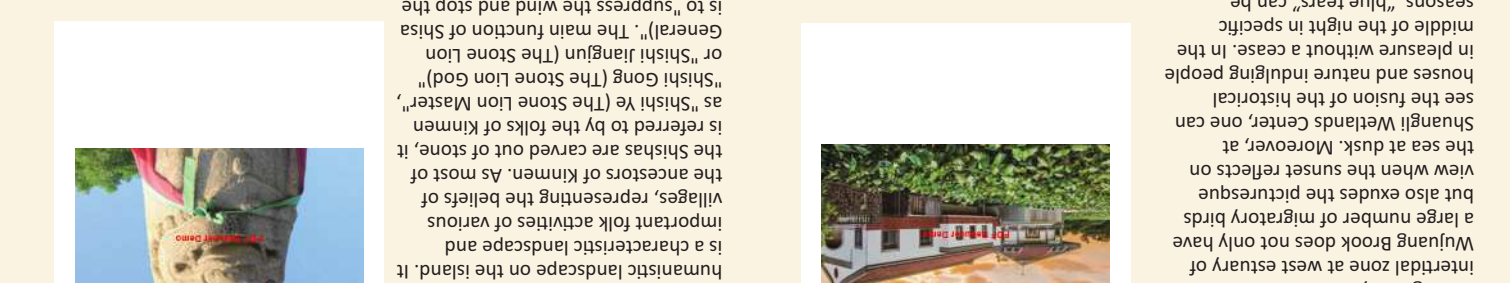 intertidal zone at west estuary of
Wujuang Brook does not only have
a large number of migratory birds
but also exudes the picturesque
view when the sunset reflects on
the sea at dusk. Moreover, at
Shuangli Wetlands Center, one can
see the fusion of the historical
houses and nature indulging people
in pleasure without a cease. In the
middle of the night in specific
seasons, "blue tears" can be
PDF Reducer Demo
humanistic landscape on the island. It
is a characteristic landscape and
important folk activities of various
villages, representing the beliefs of
the ancestors of Kinmen. As most of
the Shishas are carved out of stone, it
is referred to by the folks of Kinmen
as "Shishi Ye (The Stone Lion Master",
"Shishi Gong (The Stone Lion God)"
or "Shishi Jiangjun (The Stone Lion
General)". The main function of Shisa
is to "suppress the wind and stop the
PDF Reducer Demo